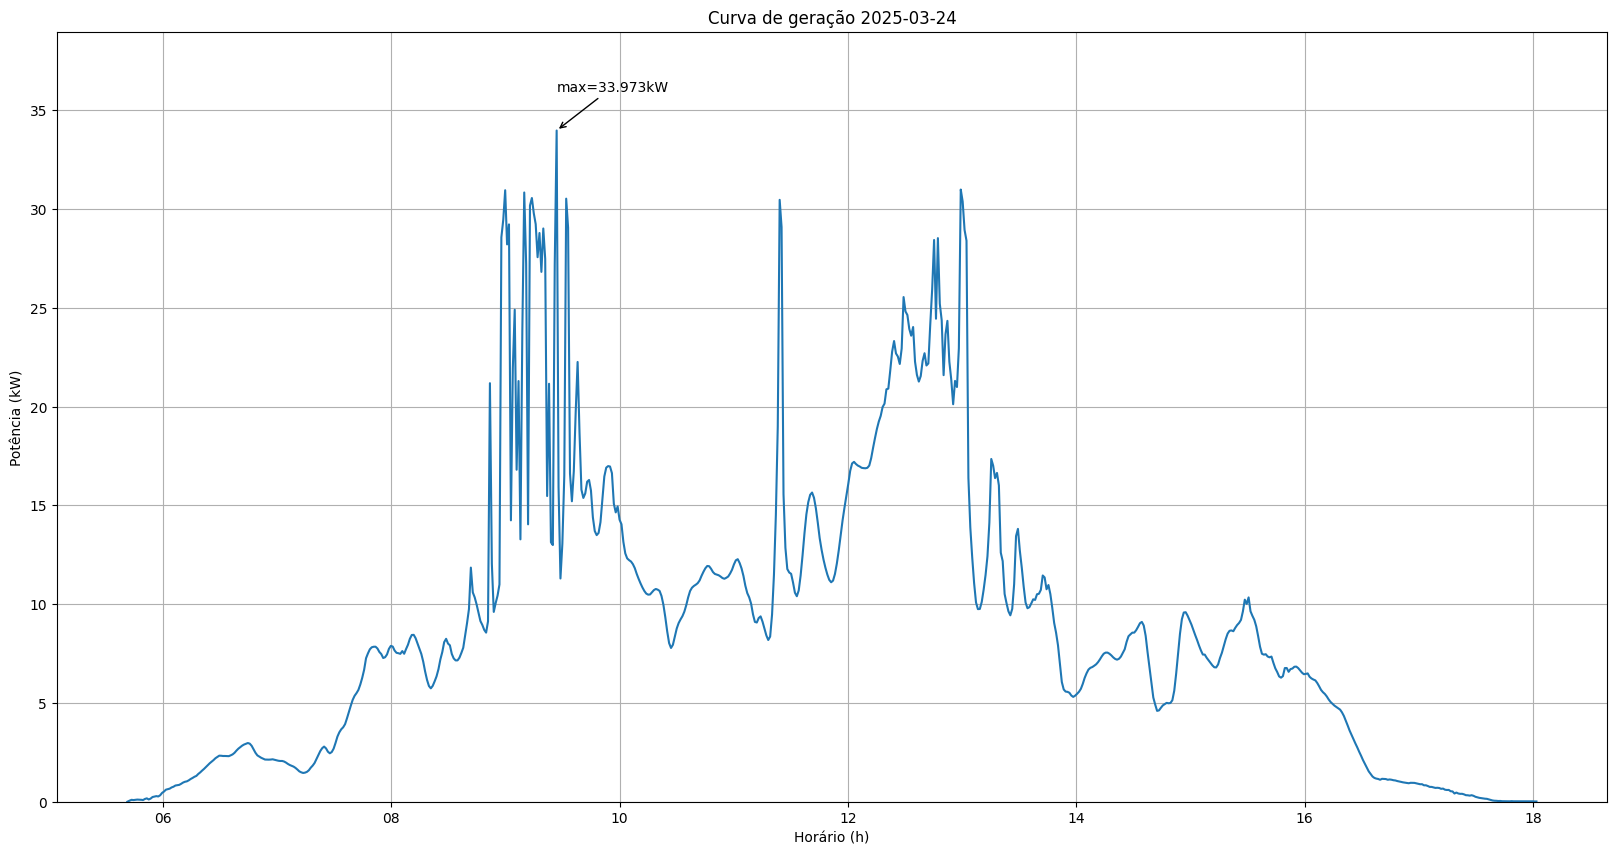 Curva de geração 2025-03-24
max=33.973kW
35
30
25
20
15
10
5
0
Potência (kW)
06 08 10 12 14 16 18
Horário (h)